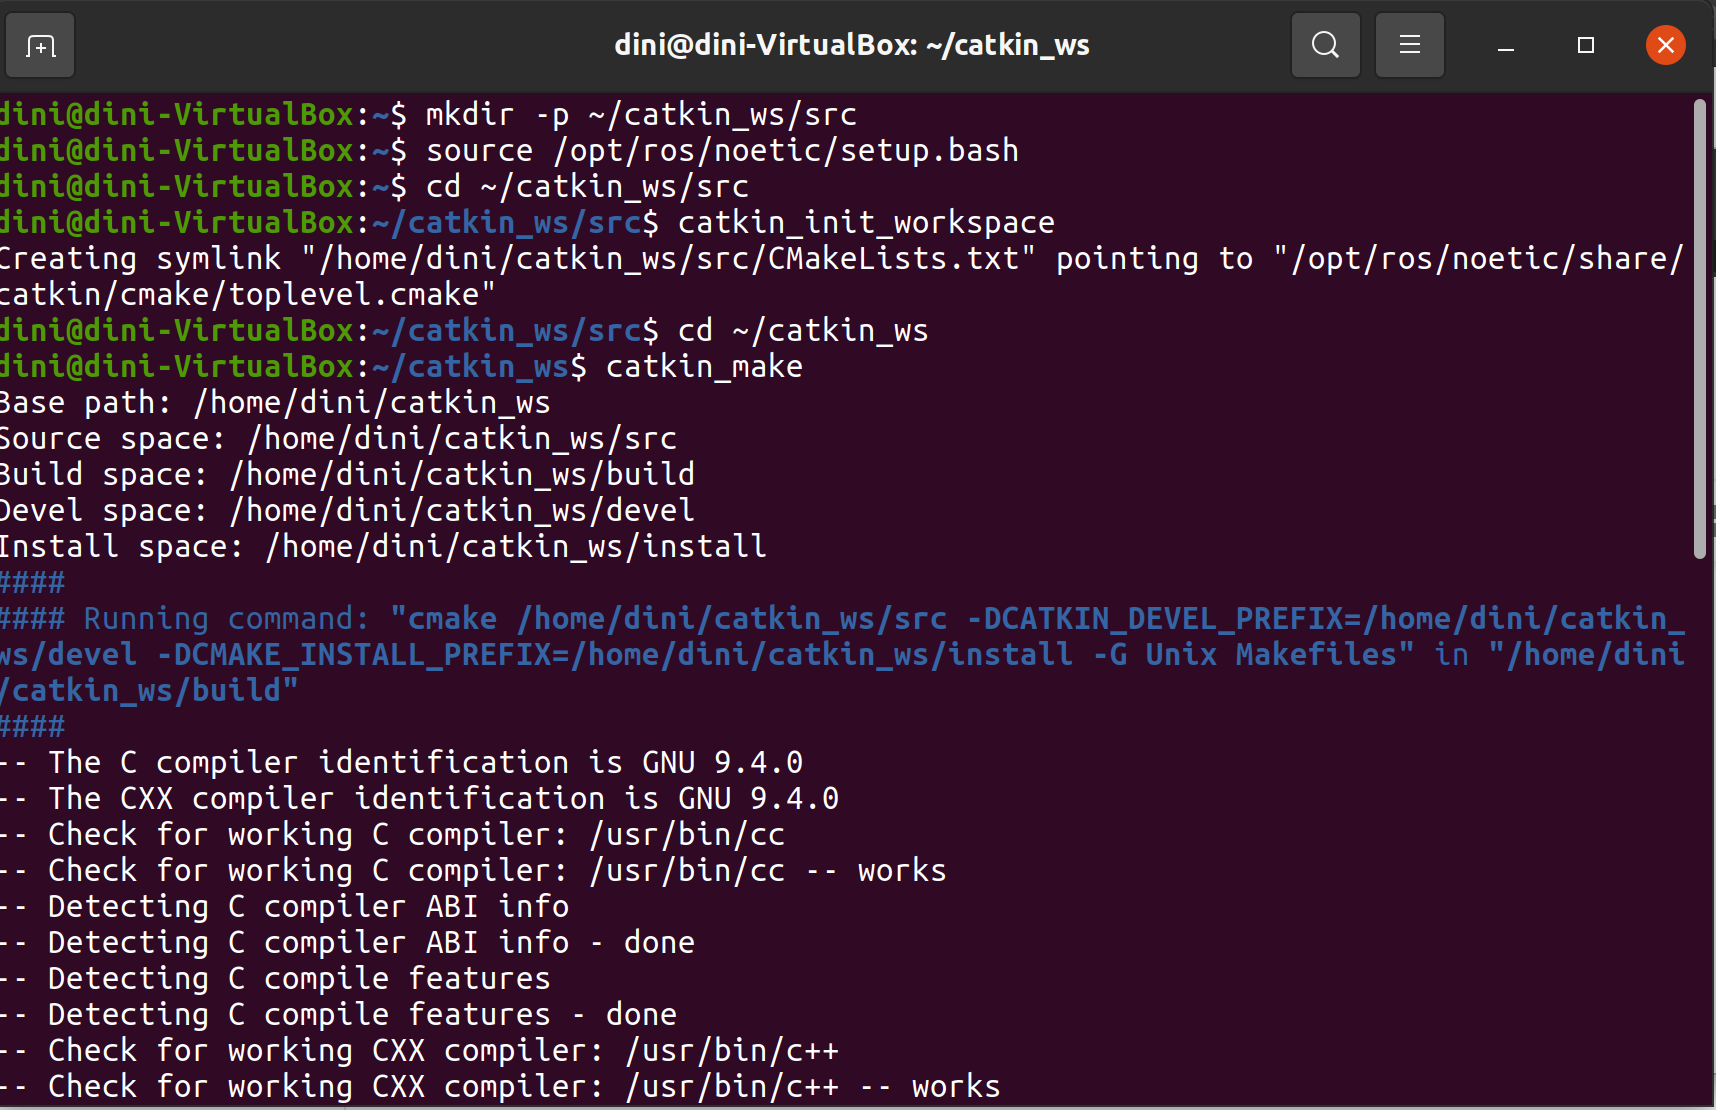 dini@dini-VirtualBox: ~/catkin_ws
dini@dini-VirtualBox:~$ mkdir -p ~/catkin_ws/src
dini@dini-VirtualBox:~$ source /opt/ros/noetic/setup.bash
dini@dini-VirtualBox:~$ cd ~/catkin_ws/src
dini@dini-VirtualBox:~/catkin_ws/src$ catkin_init_workspace
Creating symlink "/home/dini/catkin_ws/src/CMakeLists.txt" pointing to "/opt/ros/noetic/share/
catkin/cmake/toplevel.cmake"
dini@dini-VirtualBox:~/catkin_ws/src$ cd ~/catkin_ws
dini@dini-VirtualBox:~/catkin_ws$ catkin_make
Base path: /home/dini/catkin_ws
Source space: /home/dini/catkin_ws/src
Build space: /home/dini/catkin_ws/build
Devel space: /home/dini/catkin_ws/devel
Install space: /home/dini/catkin_ws/install
####
#### Running command: "cmake /home/dini/catkin_ws/src -DCATKIN_DEVEL_PREFIX=/home/dini/catkin_
ws/devel -DCMAKE_INSTALL_PREFIX=/home/dini/catkin_ws/install -G Unix Makefiles" in "/home/dini
/catkin_ws/build"
####
-- The C compiler identification is GNU 9.4.0
-- The CXX compiler identification is GNU 9.4.0
-- Check for working C compiler: /usr/bin/cc
-- Check for working C compiler: /usr/bin/cc -- works
-- Detecting C compiler ABI info
-- Detecting C compiler ABI info - done
-- Detecting C compile features
-- Detecting C compile features - done
-- Check for working CXX compiler: /usr/bin/c++
-- Check for working CXX compiler: /usr/bin/c++ -- works